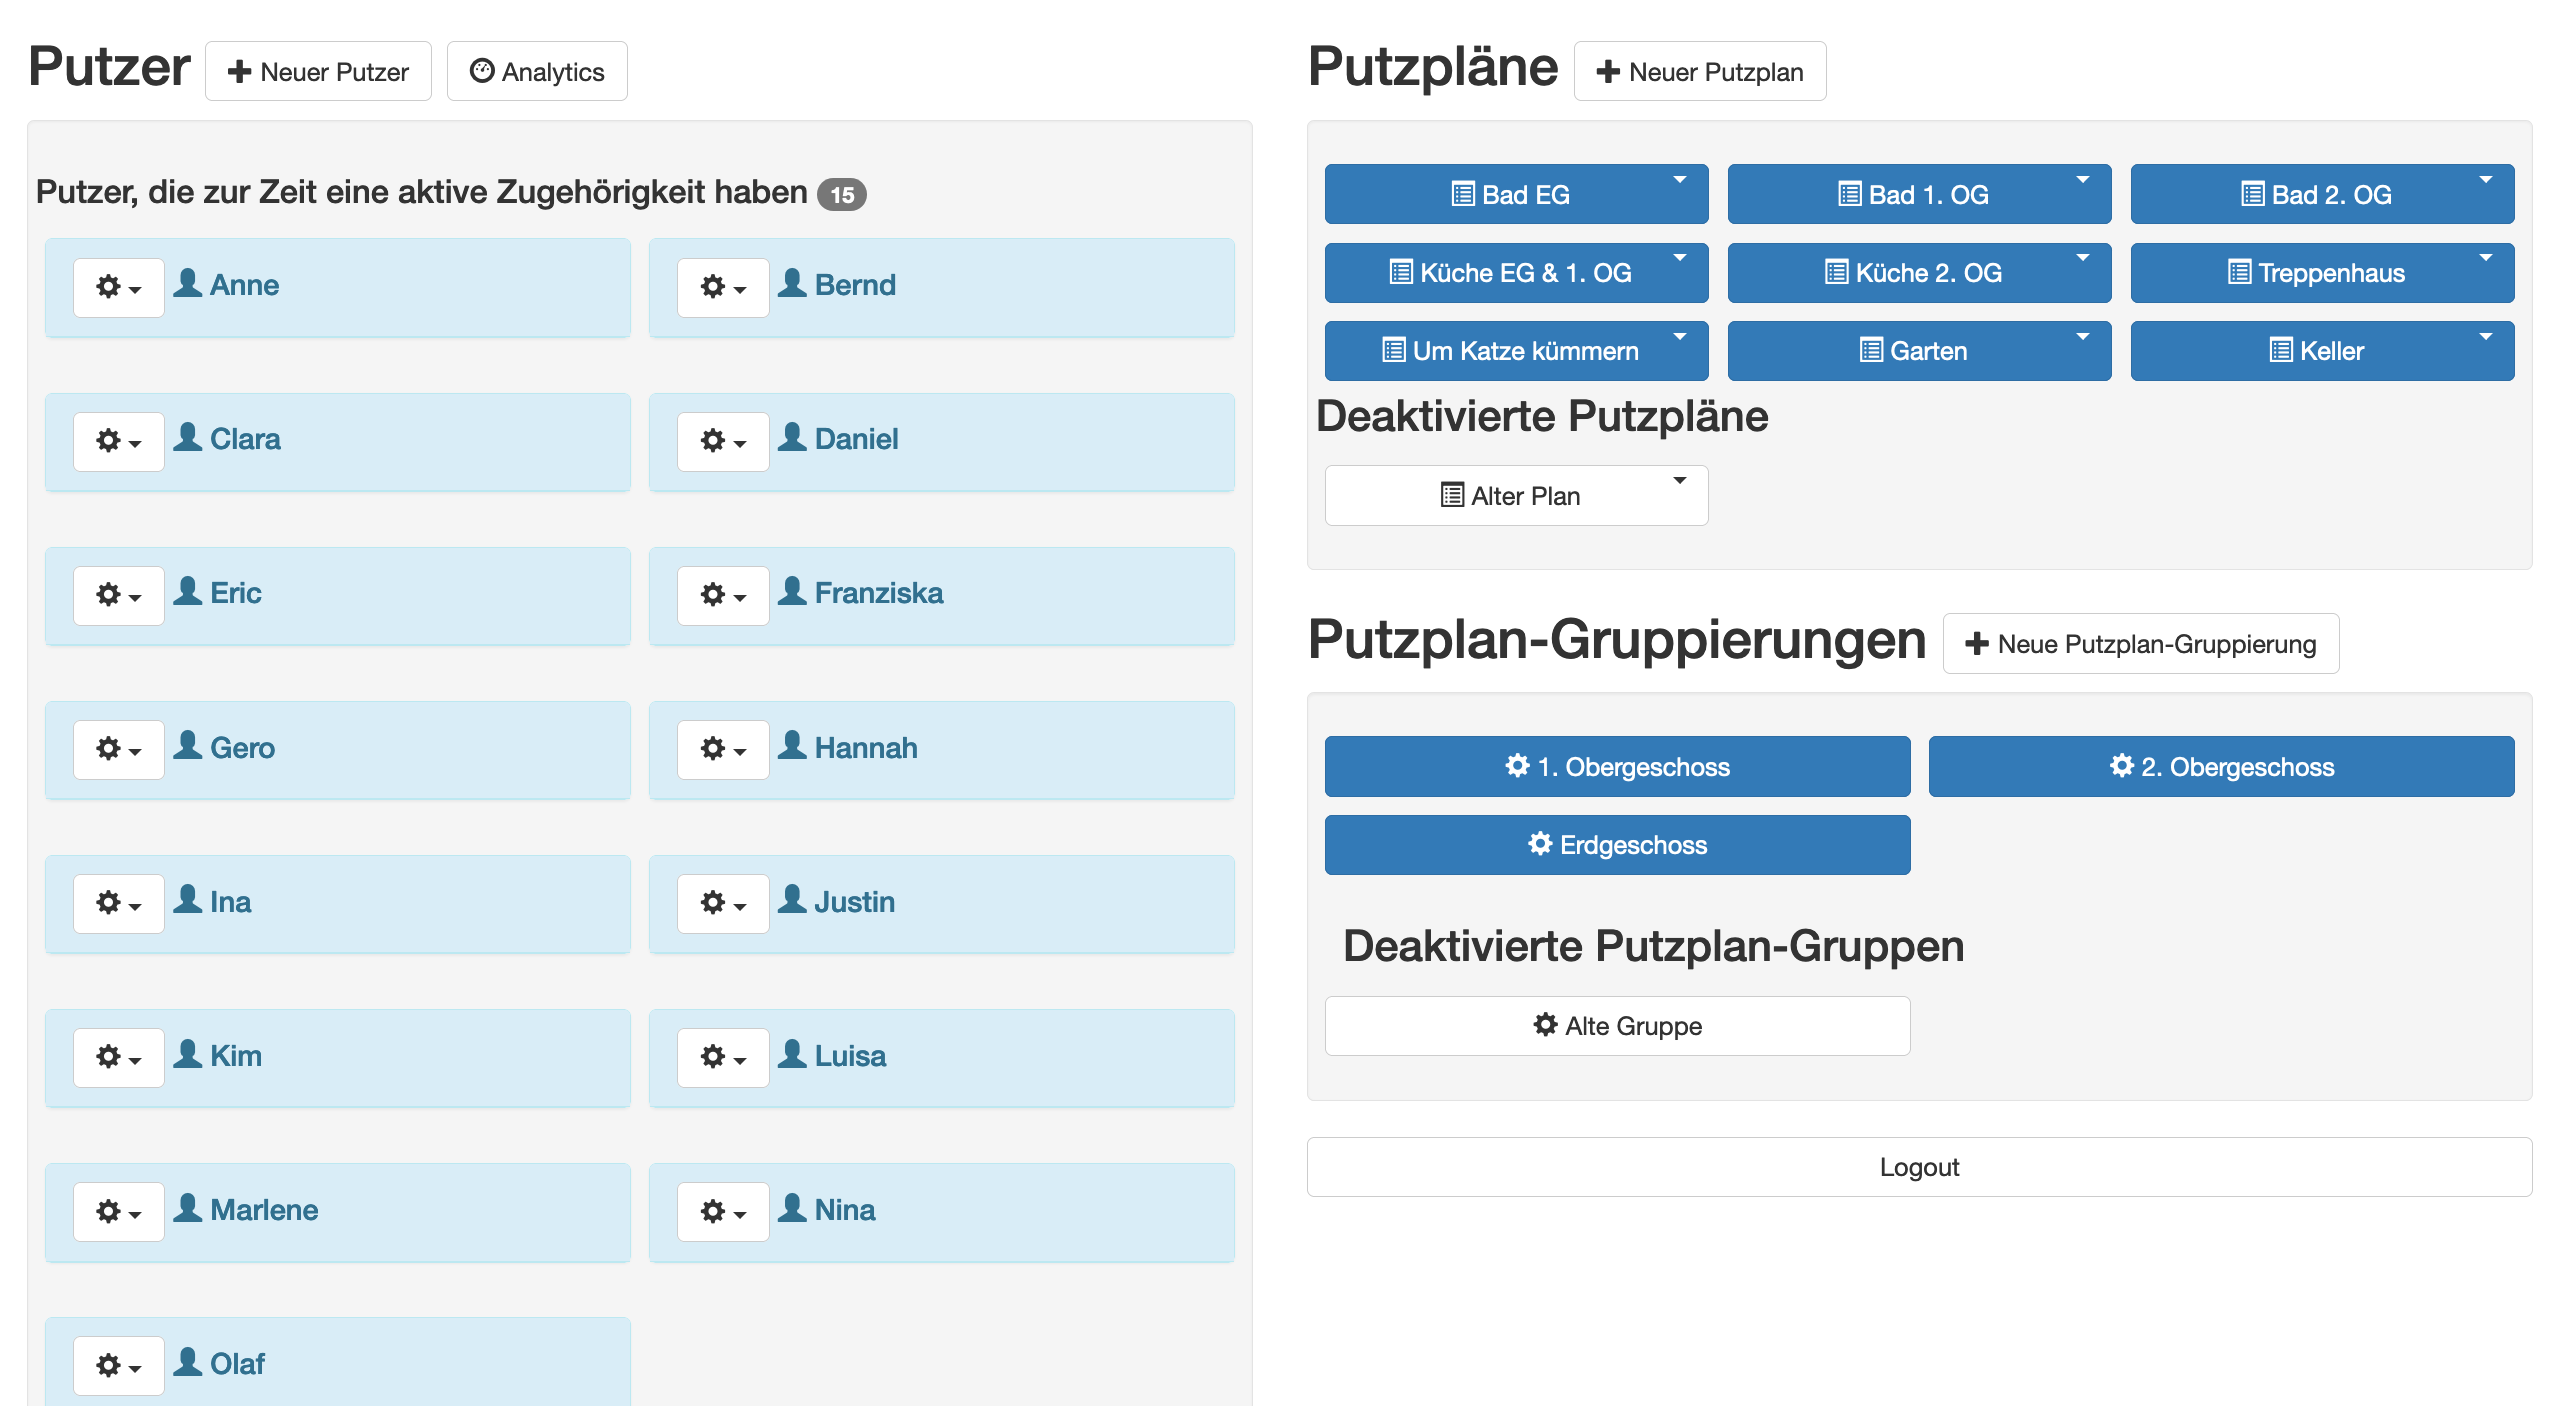 Putzer
Neuer Putzer
Analytics
Putzer, die zur Zeit eine aktive Zugehörigkeit haben 15
Anne
Bernd
Clara
Daniel
Eric
Franziska
Gero
Hannah
Ina
Justin
Kim
Luisa
Marlene
Nina
Olaf
Putzpläne
Neuer Putzplan
Bad EG
Bad 1. OG
Bad 2. OG
Küche EG & 1. OG
Küche 2. OG
Treppenhaus
Um Katze kümmern
Garten
Keller
Deaktivierte Putzpläne
Alter Plan
Putzplan-Gruppierungen
Neue Putzplan-Gruppierung
1. Obergeschoss
2. Obergeschoss
Erdgeschoss
Deaktivierte Putzplan-Gruppen
Alte Gruppe
Logout